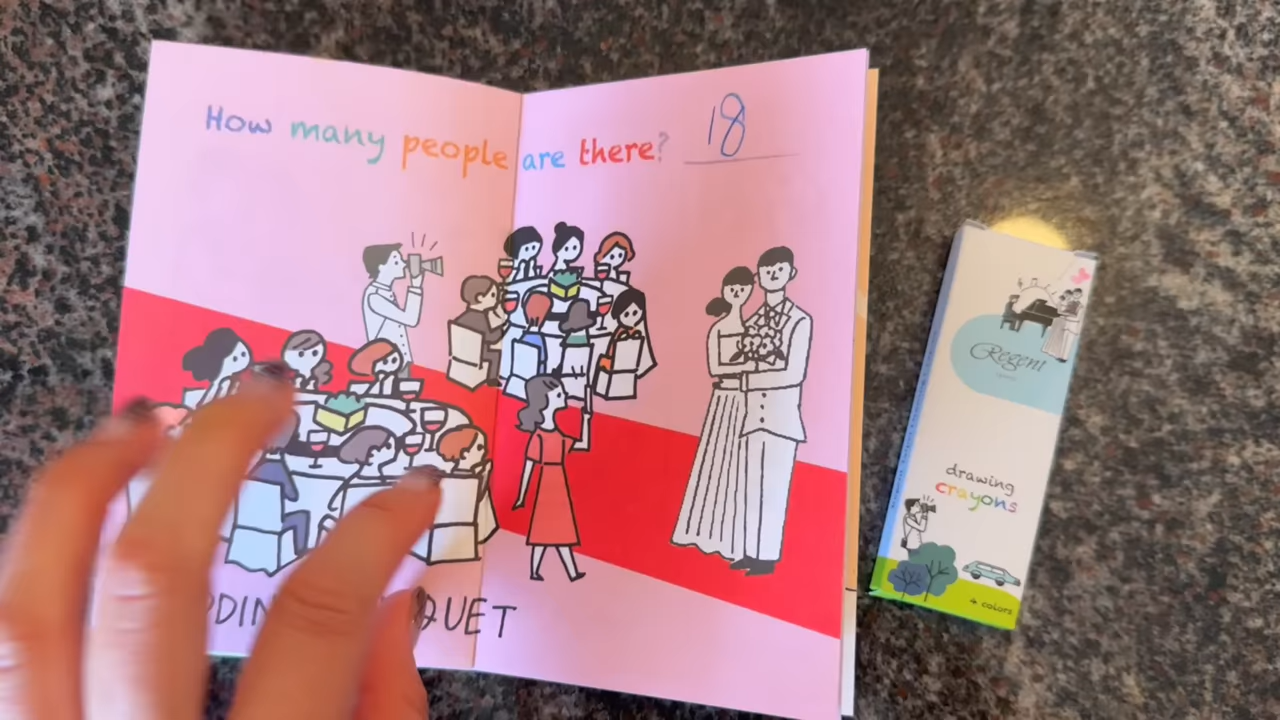 How many people are there? 18
QUET
Regent
drawing
crayons
4 colors